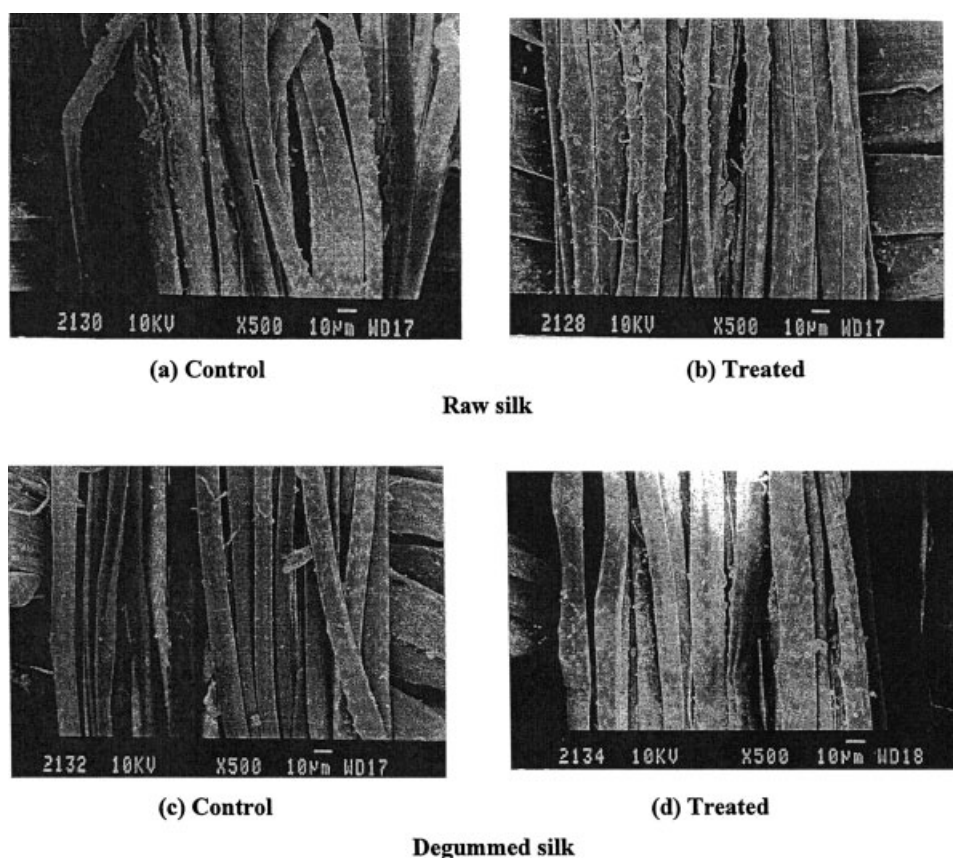 2130 10KV X500 10µm WD17
2128 10KV X500 10µm WD17
(a) Control
(b) Treated
Raw silk
2132 10KV X500 10µm WD17
2134 10KV X500 10µm WD18
(c) Control
(d) Treated
Degummed silk